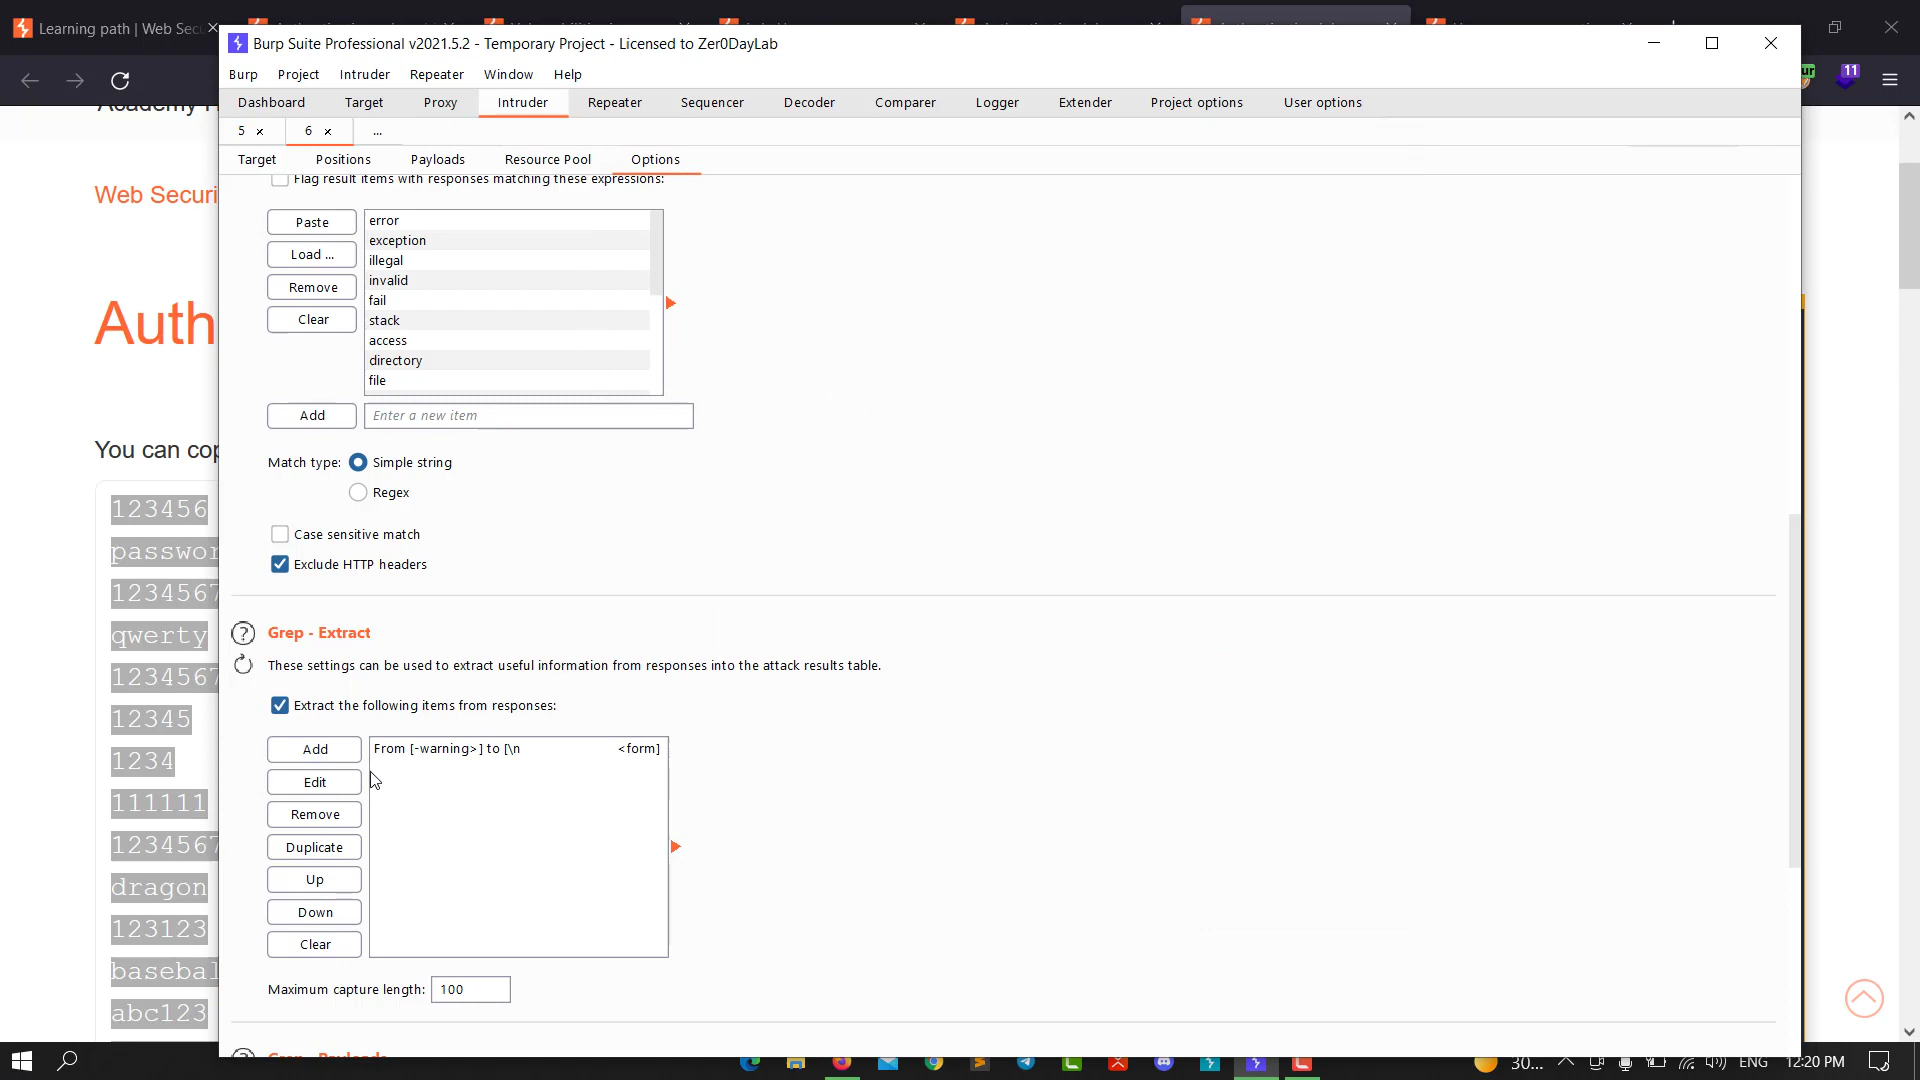 Learning path | Web Sec
Burp Suite Professional v2021.5.2 - Temporary Project - Licensed to Zer0DayLab
11
Burp Project Intruder Repeater Window Help
Dashboard Target Proxy Intruder Repeater Sequencer Decoder Comparer Logger Extender Project options User options
5 × 6 × ...
Target Positions Payloads Resource Pool Options
Web Securi
Auth
You can cop
123456
passwor
1234567
qwerty
1234567
12345
1234
111111
1234567
dragon
123123
basebal
abc123
Flag result items with responses matching these expressions:
Paste
Load ...
Remove
Clear
error
exception
illegal
invalid
fail
stack
access
directory
file
Add Enter a new item
Match type: Simple string
Regex
Case sensitive match
Exclude HTTP headers
Grep - Extract
These settings can be used to extract useful information from responses into the attack results table.
Extract the following items from responses:
Add
Edit
Remove
Duplicate
Up
Down
Clear
From [-warning>] to [\n <form]
Maximum capture length: 100
30... ENG 12:20 PM